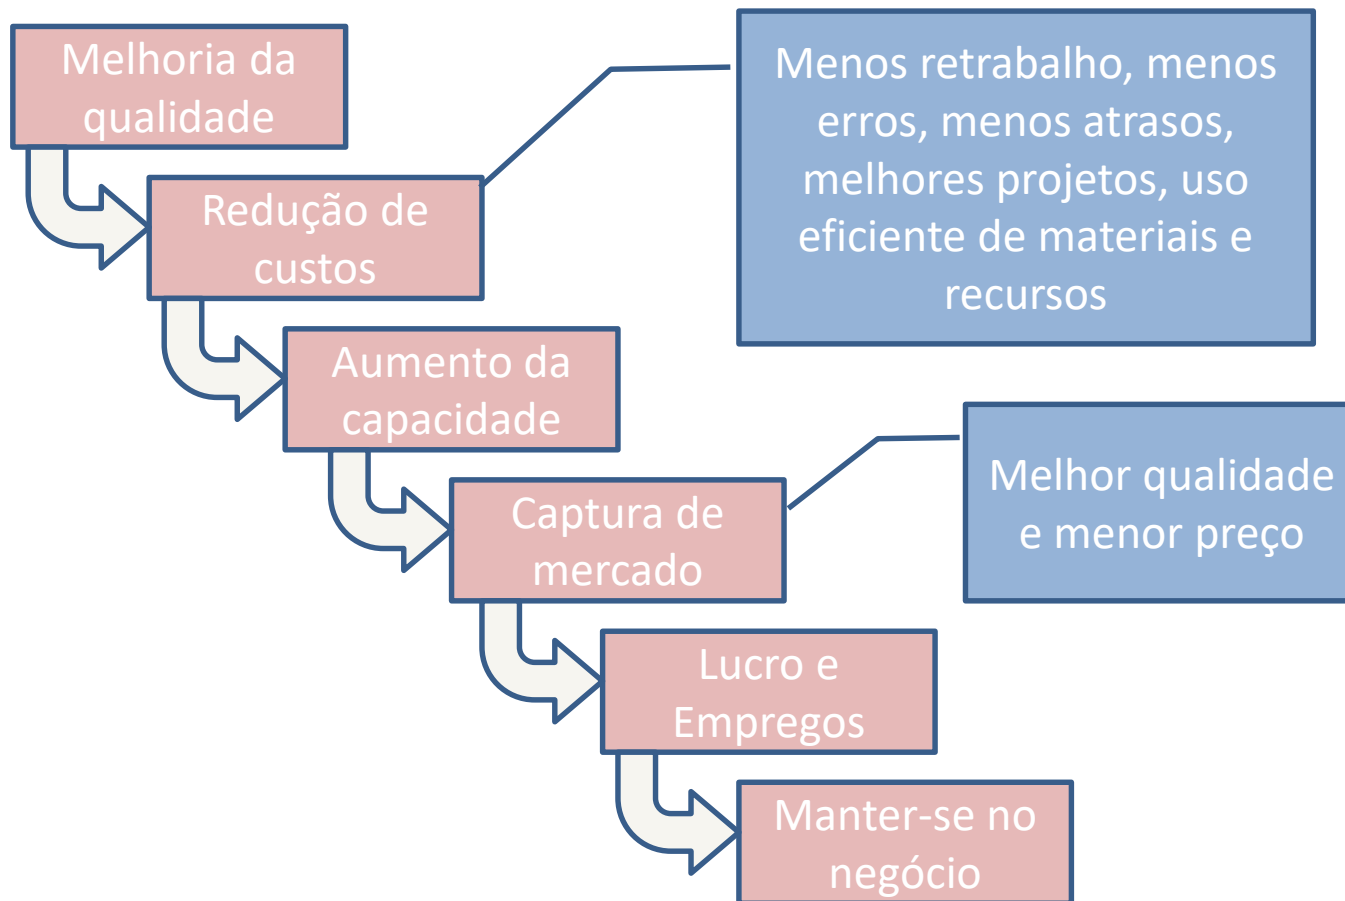 Melhoria da
qualidade
Menos retrabalho, menos
erros, menos atrasos,
melhores projetos, uso
eficiente de materiais e
recursos
Redução de
custos
Aumento da
capacidade
Captura de
mercado
Melhor qualidade
e menor preço
Lucro e
Empregos
Manter-se no
negócio